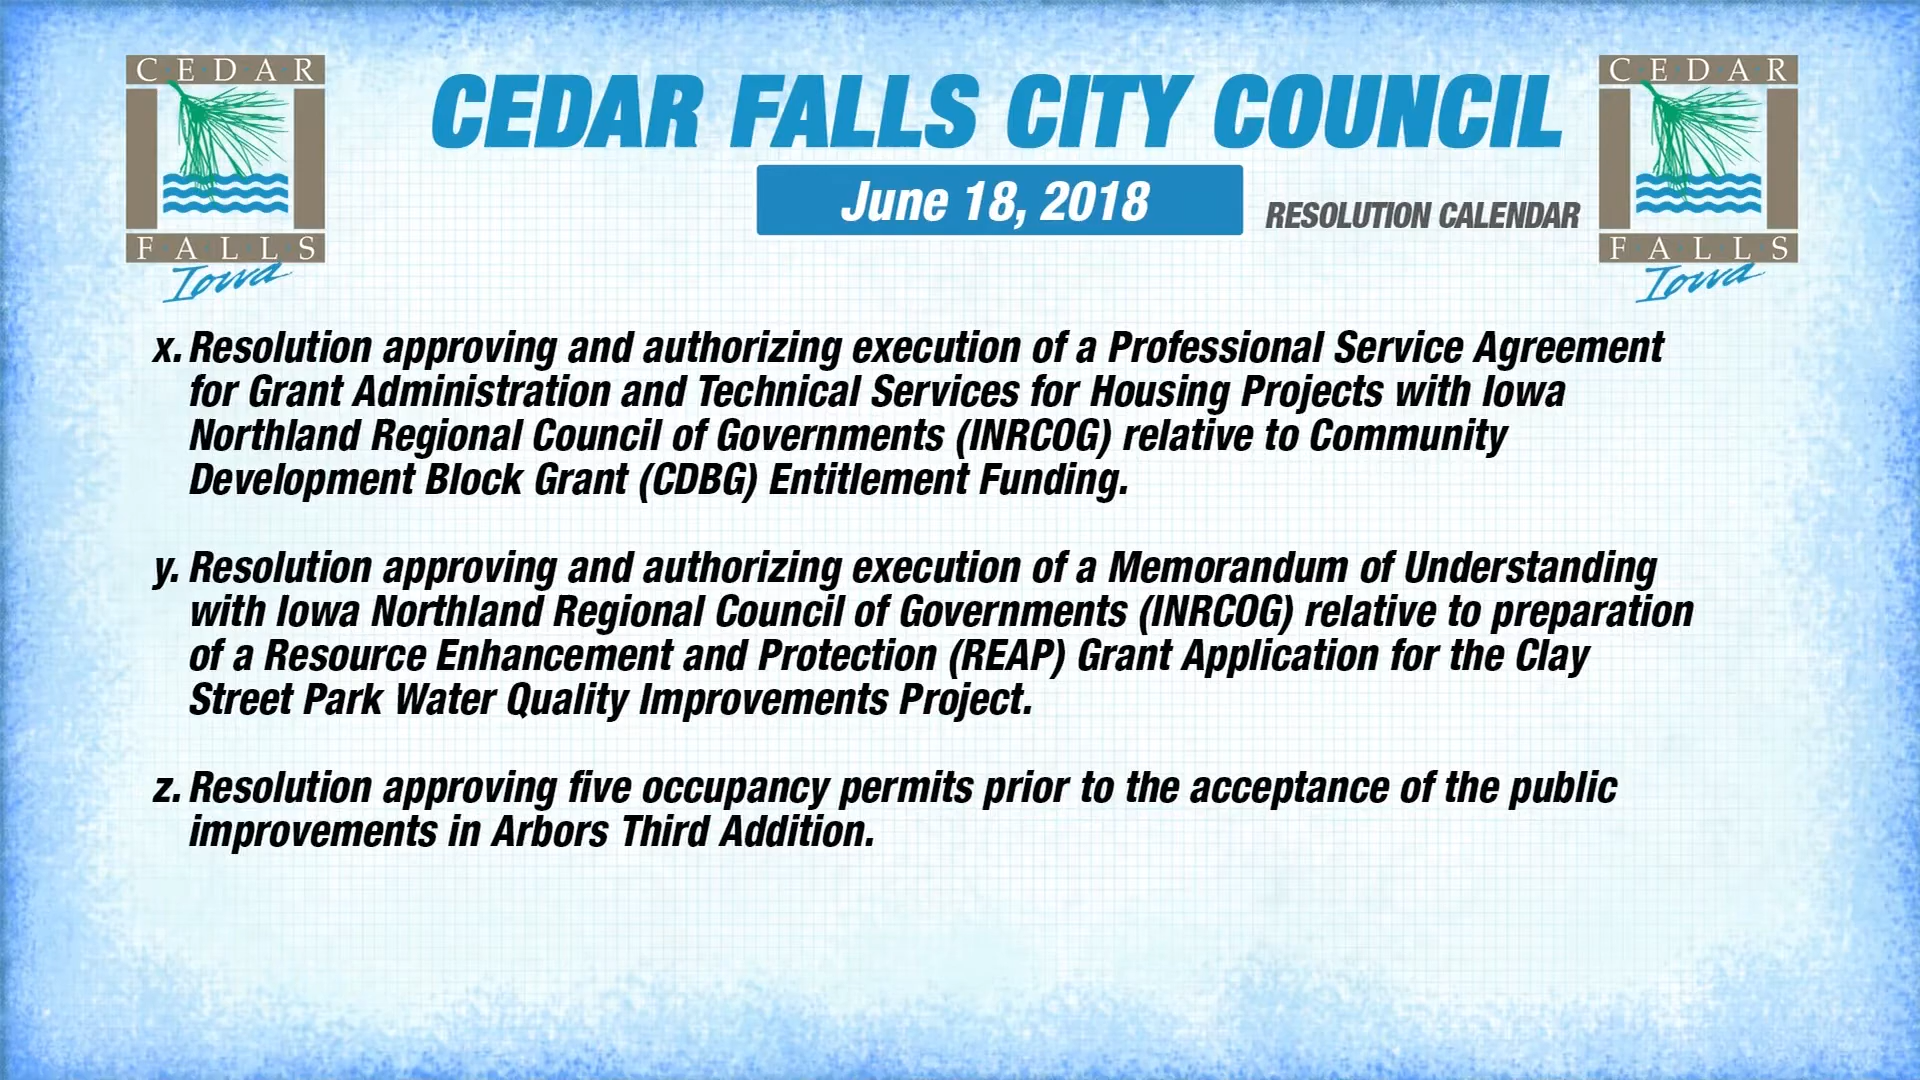 CEDAR
FALLS
Iowa
CEDAR FALLS CITY COUNCIL
June 18, 2018
RESOLUTION CALENDAR
CEDAR
FALLS
Iowa
x. Resolution approving and authorizing execution of a Professional Service Agreement
for Grant Administration and Technical Services for Housing Projects with Iowa
Northland Regional Council of Governments (INRCOG) relative to Community
Development Block Grant (CDBG) Entitlement Funding.
y. Resolution approving and authorizing execution of a Memorandum of Understanding
with Iowa Northland Regional Council of Governments (INRCOG) relative to preparation
of a Resource Enhancement and Protection (REAP) Grant Application for the Clay
Street Park Water Quality Improvements Project.
z. Resolution approving five occupancy permits prior to the acceptance of the public
improvements in Arbors Third Addition.